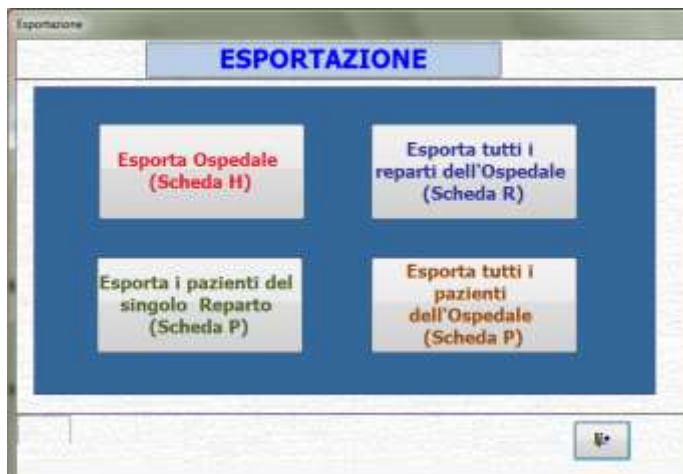 Esportazione
ESPORTAZIONE
Esporta Ospedale
(Scheda H)
Esporta tutti i
reparti dell'Ospedale
(Scheda R)
Esporta i pazienti del
singolo Reparto
(Scheda P)
Esporta tutti i
pazienti
dell'Ospedale
(Scheda P)